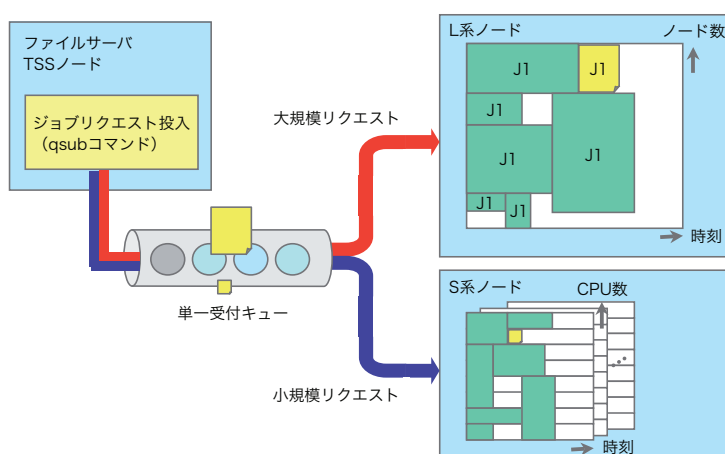 ファイルサーバ
TSSノード
ジョブリクエスト投入
（qsubコマンド）
大規模リクエスト
単一受付キュー
小規模リクエスト
L系ノード
ノード数
J1
J1
J1
J1
J1
J1
J1
時刻
S系ノード
CPU数
時刻